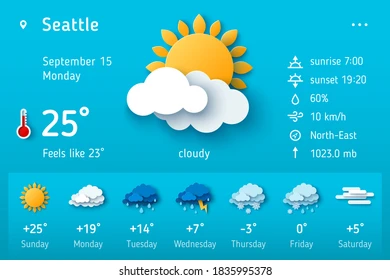 Seattle
September 15
Monday
25°
Feels like 23°
cloudy
sunrise 7:00
sunset 19:20
60%
10 km/h
North-East
1023.0 mb
+25° +19° +14° +7° -3° 0° +5°
Sunday Monday Tuesday Wednesday Thursday Friday Saturday
shutterstock.com · 1835995378